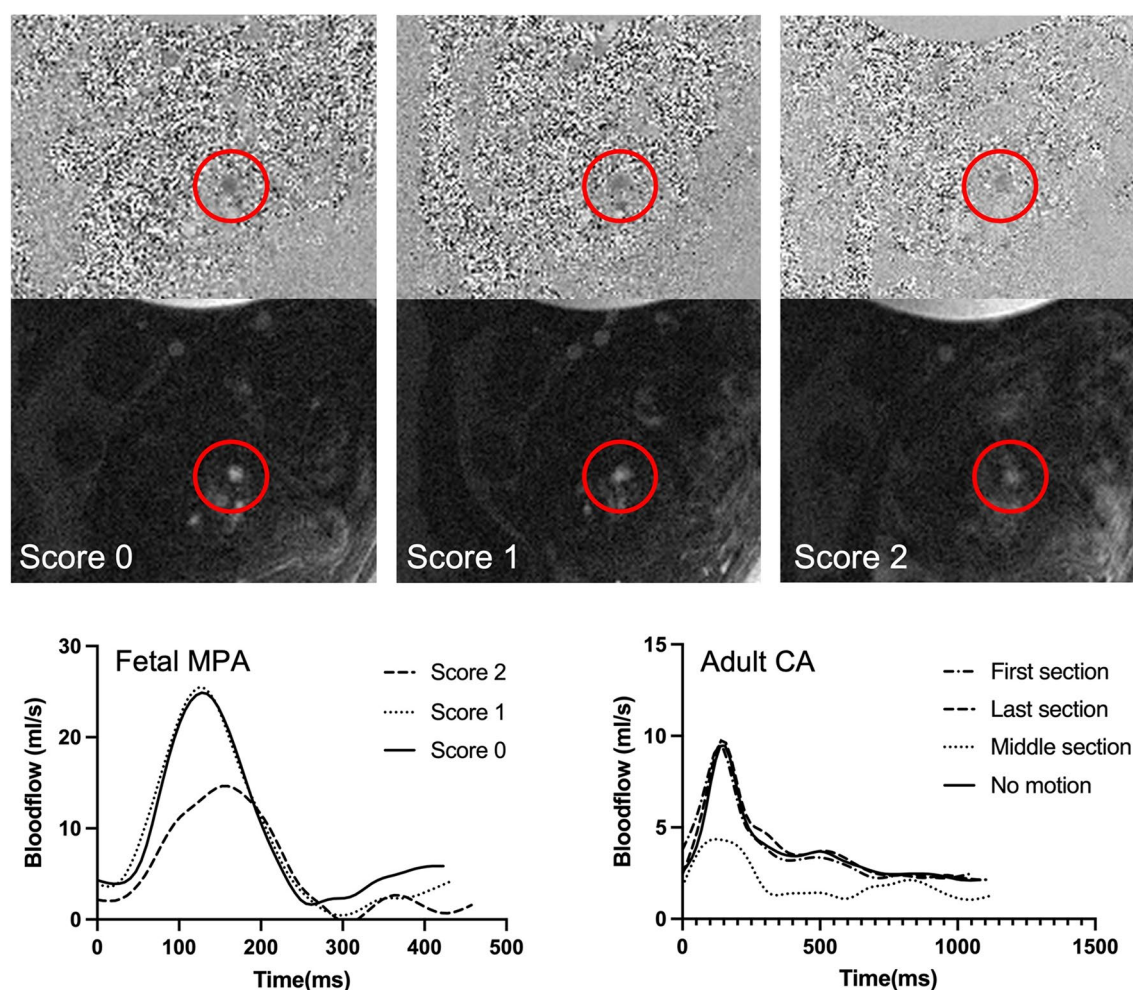 Score 0
Score 1
Score 2
Fetal MPA
Bloodflow (ml/s)
30
20
10
0
0 100 200 300 400 500
Time(ms)
Score 2
Score 1
Score 0
Adult CA
Bloodflow (ml/s)
15
10
5
0
0 500 1000 1500
Time(ms)
First section
Last section
Middle section
No motion